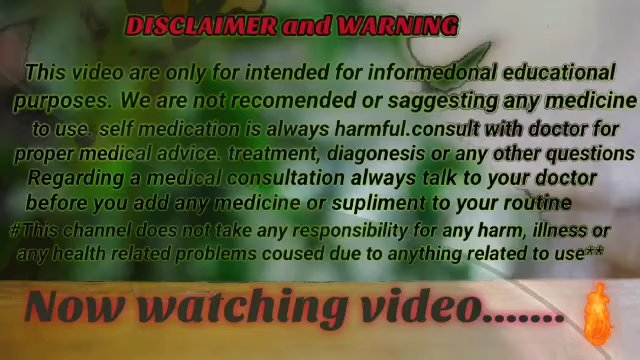 DISCLAIMER and WARNING
This video are only for intended for informedonal educational
purposes. We are not recomended or saggesting any medicine
to use. self medication is always harmful.consult with doctor for
proper medical advice. treatment, diagonesis or any other questions
Regarding a medical consultation always talk to your doctor
before you add any medicine or supliment to your routine
#This channel does not take any responsibility for any harm, illness or
any health related problems coused due to anything related to use**
Now watching video.......